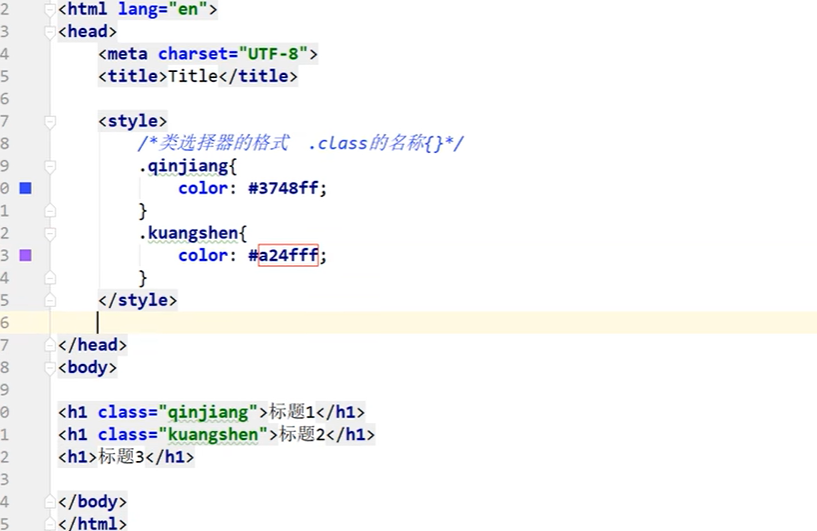 2 <html lang="en">
3 <head>
4 <meta charset="UTF-8">
5 <title>Title</title>
6
7 <style>
8 /*类选择器的格式 .class的名称{}*/
9 .qinjiang{
0 color: #3748ff;
1 }
2 .kuangshen{
3 color: #a24fff;
4 }
5 </style>
6
7 </head>
8 <body>
9
0 <h1 class="qinjiang">标题1</h1>
1 <h1 class="kuangshen">标题2</h1>
2 <h1>标题3</h1>
3
4 </body>
5 </html>